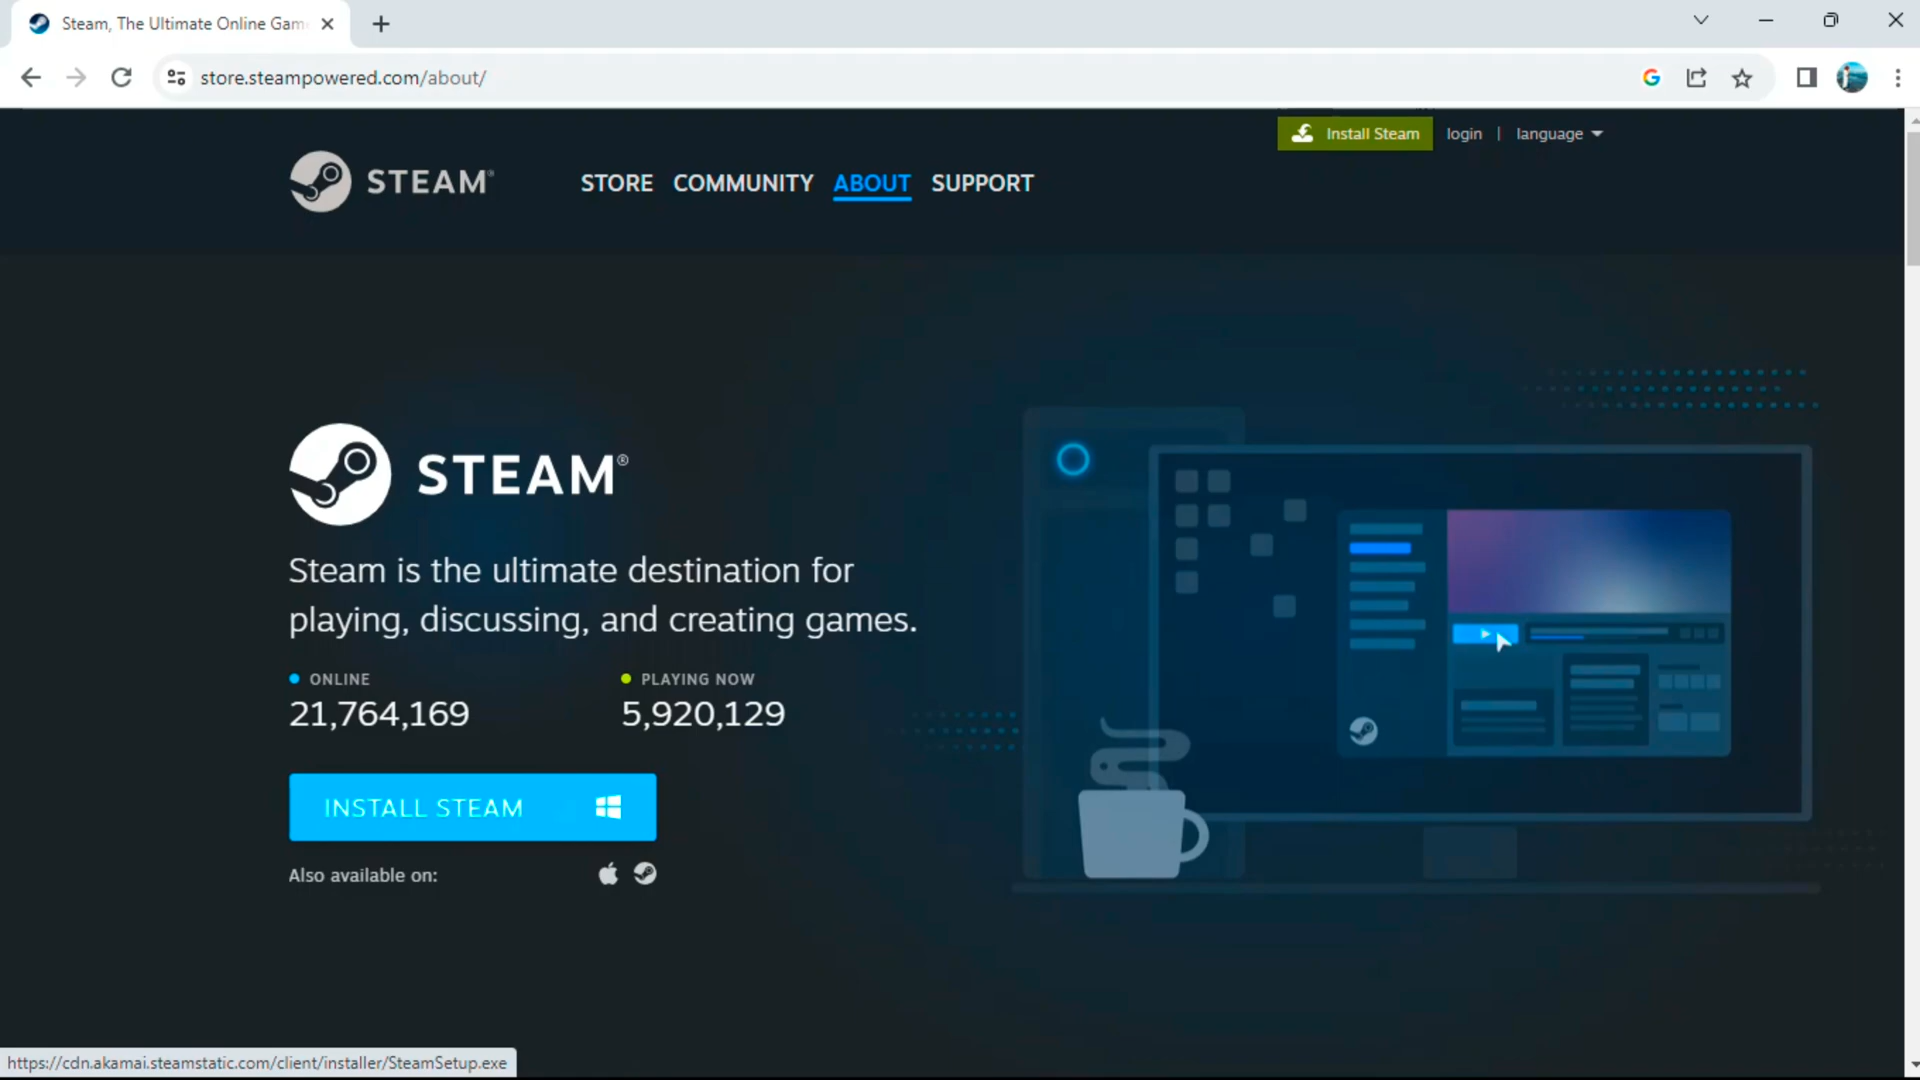 Steam, The Ultimate Online Gam
store.steampowered.com/about/
Install Steam login | language
STEAM®
STORE COMMUNITY ABOUT SUPPORT
STEAM®
Steam is the ultimate destination for
playing, discussing, and creating games.
ONLINE
21,764,169
PLAYING NOW
5,920,129
INSTALL STEAM
Also available on:
https://cdn.akamai.steamstatic.com/client/installer/SteamSetup.exe